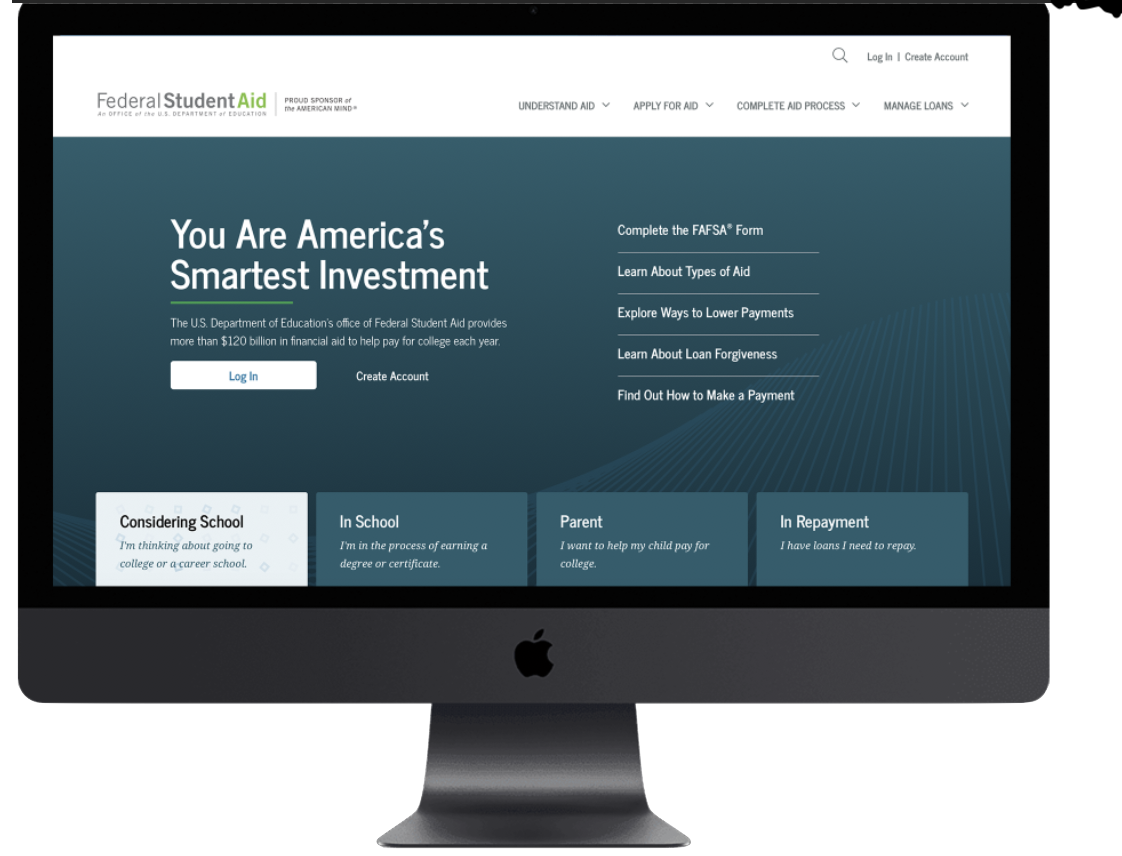 Log In | Create Account
Federal Student Aid
An OFFICE of the U.S. DEPARTMENT of EDUCATION
PROUD SPONSOR of
the AMERICAN MIND®
UNDERSTAND AID
APPLY FOR AID
COMPLETE AID PROCESS
MANAGE LOANS
You Are America's
Smartest Investment
The U.S. Department of Education's office of Federal Student Aid provides
more than $120 billion in financial aid to help pay for college each year.
Log In
Create Account
Complete the FAFSA® Form
Learn About Types of Aid
Explore Ways to Lower Payments
Learn About Loan Forgiveness
Find Out How to Make a Payment
Considering School
I'm thinking about going to
college or a career school.
In School
I'm in the process of earning a
degree or certificate.
Parent
I want to help my child pay for
college.
In Repayment
I have loans I need to repay.